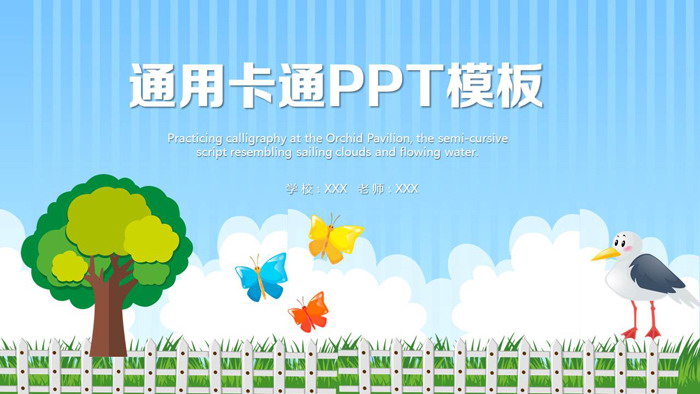 通用卡通PPT模板
Practicing calligraphy at the Orchid Pavilion, the semi-cursive
script resembling sailing clouds and flowing water.
学校：XXX 老师：XXX